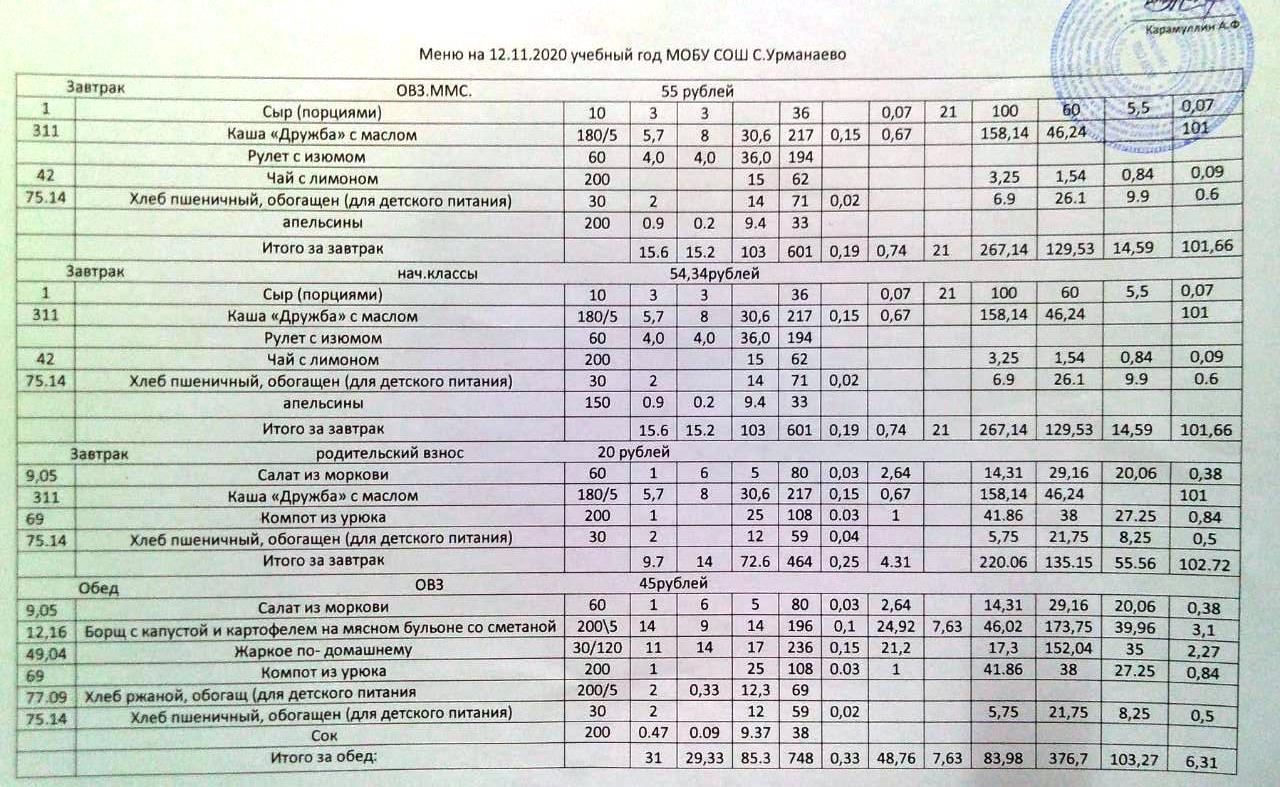 Карамуллин А.Ф.
Меню на 12.11.2020 учебный год МОБУ СОШ С.Урманаево
Завтрак ОВЗ.ММС. 55 рублей
1 Сыр (порциями) 10 3 3 36 0,07 21 100 60 5,5 0,07
311 Каша «Дружба» с маслом 180/5 5,7 8 30,6 217 0,15 0,67 158,14 46,24 101
Рулет с изюмом 60 4,0 4,0 36,0 194
42 Чай с лимоном 200 15 62 3,25 1,54 0,84 0,09
75.14 Хлеб пшеничный, обогащен (для детского питания) 30 2 14 71 0,02 6.9 26.1 9.9 0.6
апельсины 200 0.9 0.2 9.4 33
Итого за завтрак 15.6 15.2 103 601 0,19 0,74 21 267,14 129,53 14,59 101,66
Завтрак нач.классы 54,34рублей
1 Сыр (порциями) 10 3 3 36 0,07 21 100 60 5,5 0,07
311 Каша «Дружба» с маслом 180/5 5,7 8 30,6 217 0,15 0,67 158,14 46,24 101
Рулет с изюмом 60 4,0 4,0 36,0 194
42 Чай с лимоном 200 15 62 3,25 1,54 0,84 0,09
75.14 Хлеб пшеничный, обогащен (для детского питания) 30 2 14 71 0,02 6.9 26.1 9.9 0.6
апельсины 150 0.9 0.2 9.4 33
Итого за завтрак 15.6 15.2 103 601 0,19 0,74 21 267,14 129,53 14,59 101,66
Завтрак родительский взнос 20 рублей
9,05 Салат из моркови 60 1 6 5 80 0,03 2,64 14,31 29,16 20,06 0,38
311 Каша «Дружба» с маслом 180/5 5,7 8 30,6 217 0,15 0,67 158,14 46,24 101
69 Компот из урюка 200 1 25 108 0.03 1 41.86 38 27.25 0,84
75.14 Хлеб пшеничный, обогащен (для детского питания) 30 2 12 59 0,04 5,75 21,75 8,25 0,5
Итого за завтрак 9.7 14 72.6 464 0,25 4.31 220.06 135.15 55.56 102.72
Обед ОВЗ 45рублей
9,05 Салат из моркови 60 1 6 5 80 0,03 2,64 14,31 29,16 20,06 0,38
12,16 Борщ с капустой и картофелем на мясном бульоне со сметаной 200\5 14 9 14 196 0,1 24,92 7,63 46,02 173,75 39,96 3,1
49,04 Жаркое по- домашнему 30/120 11 14 17 236 0,15 21,2 17,3 152,04 35 2,27
69 Компот из урюка 200 1 25 108 0.03 1 41.86 38 27.25 0,84
77.09 Хлеб ржаной, обогащ (для детского питания 200/5 2 0,33 12,3 69
75.14 Хлеб пшеничный, обогащен (для детского питания) 30 2 12 59 0,02 5,75 21,75 8,25 0,5
Сок 200 0.47 0.09 9.37 38
Итого за обед: 31 29,33 85.3 748 0,33 48,76 7,63 83,98 376,7 103,27 6,31